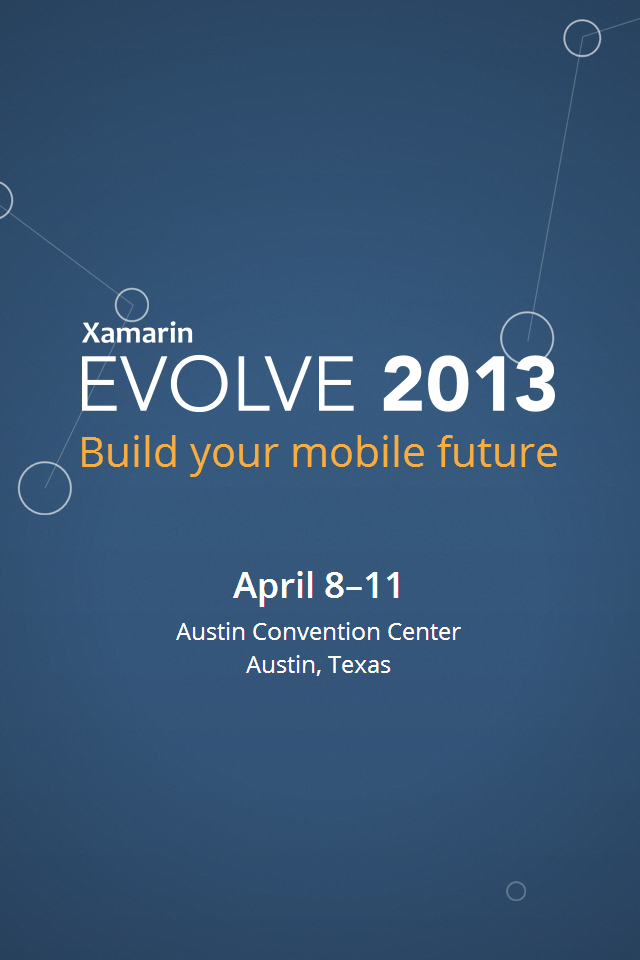 Xamarin
EVOLVE 2013
Build your mobile future
April 8–11
Austin Convention Center
Austin, Texas